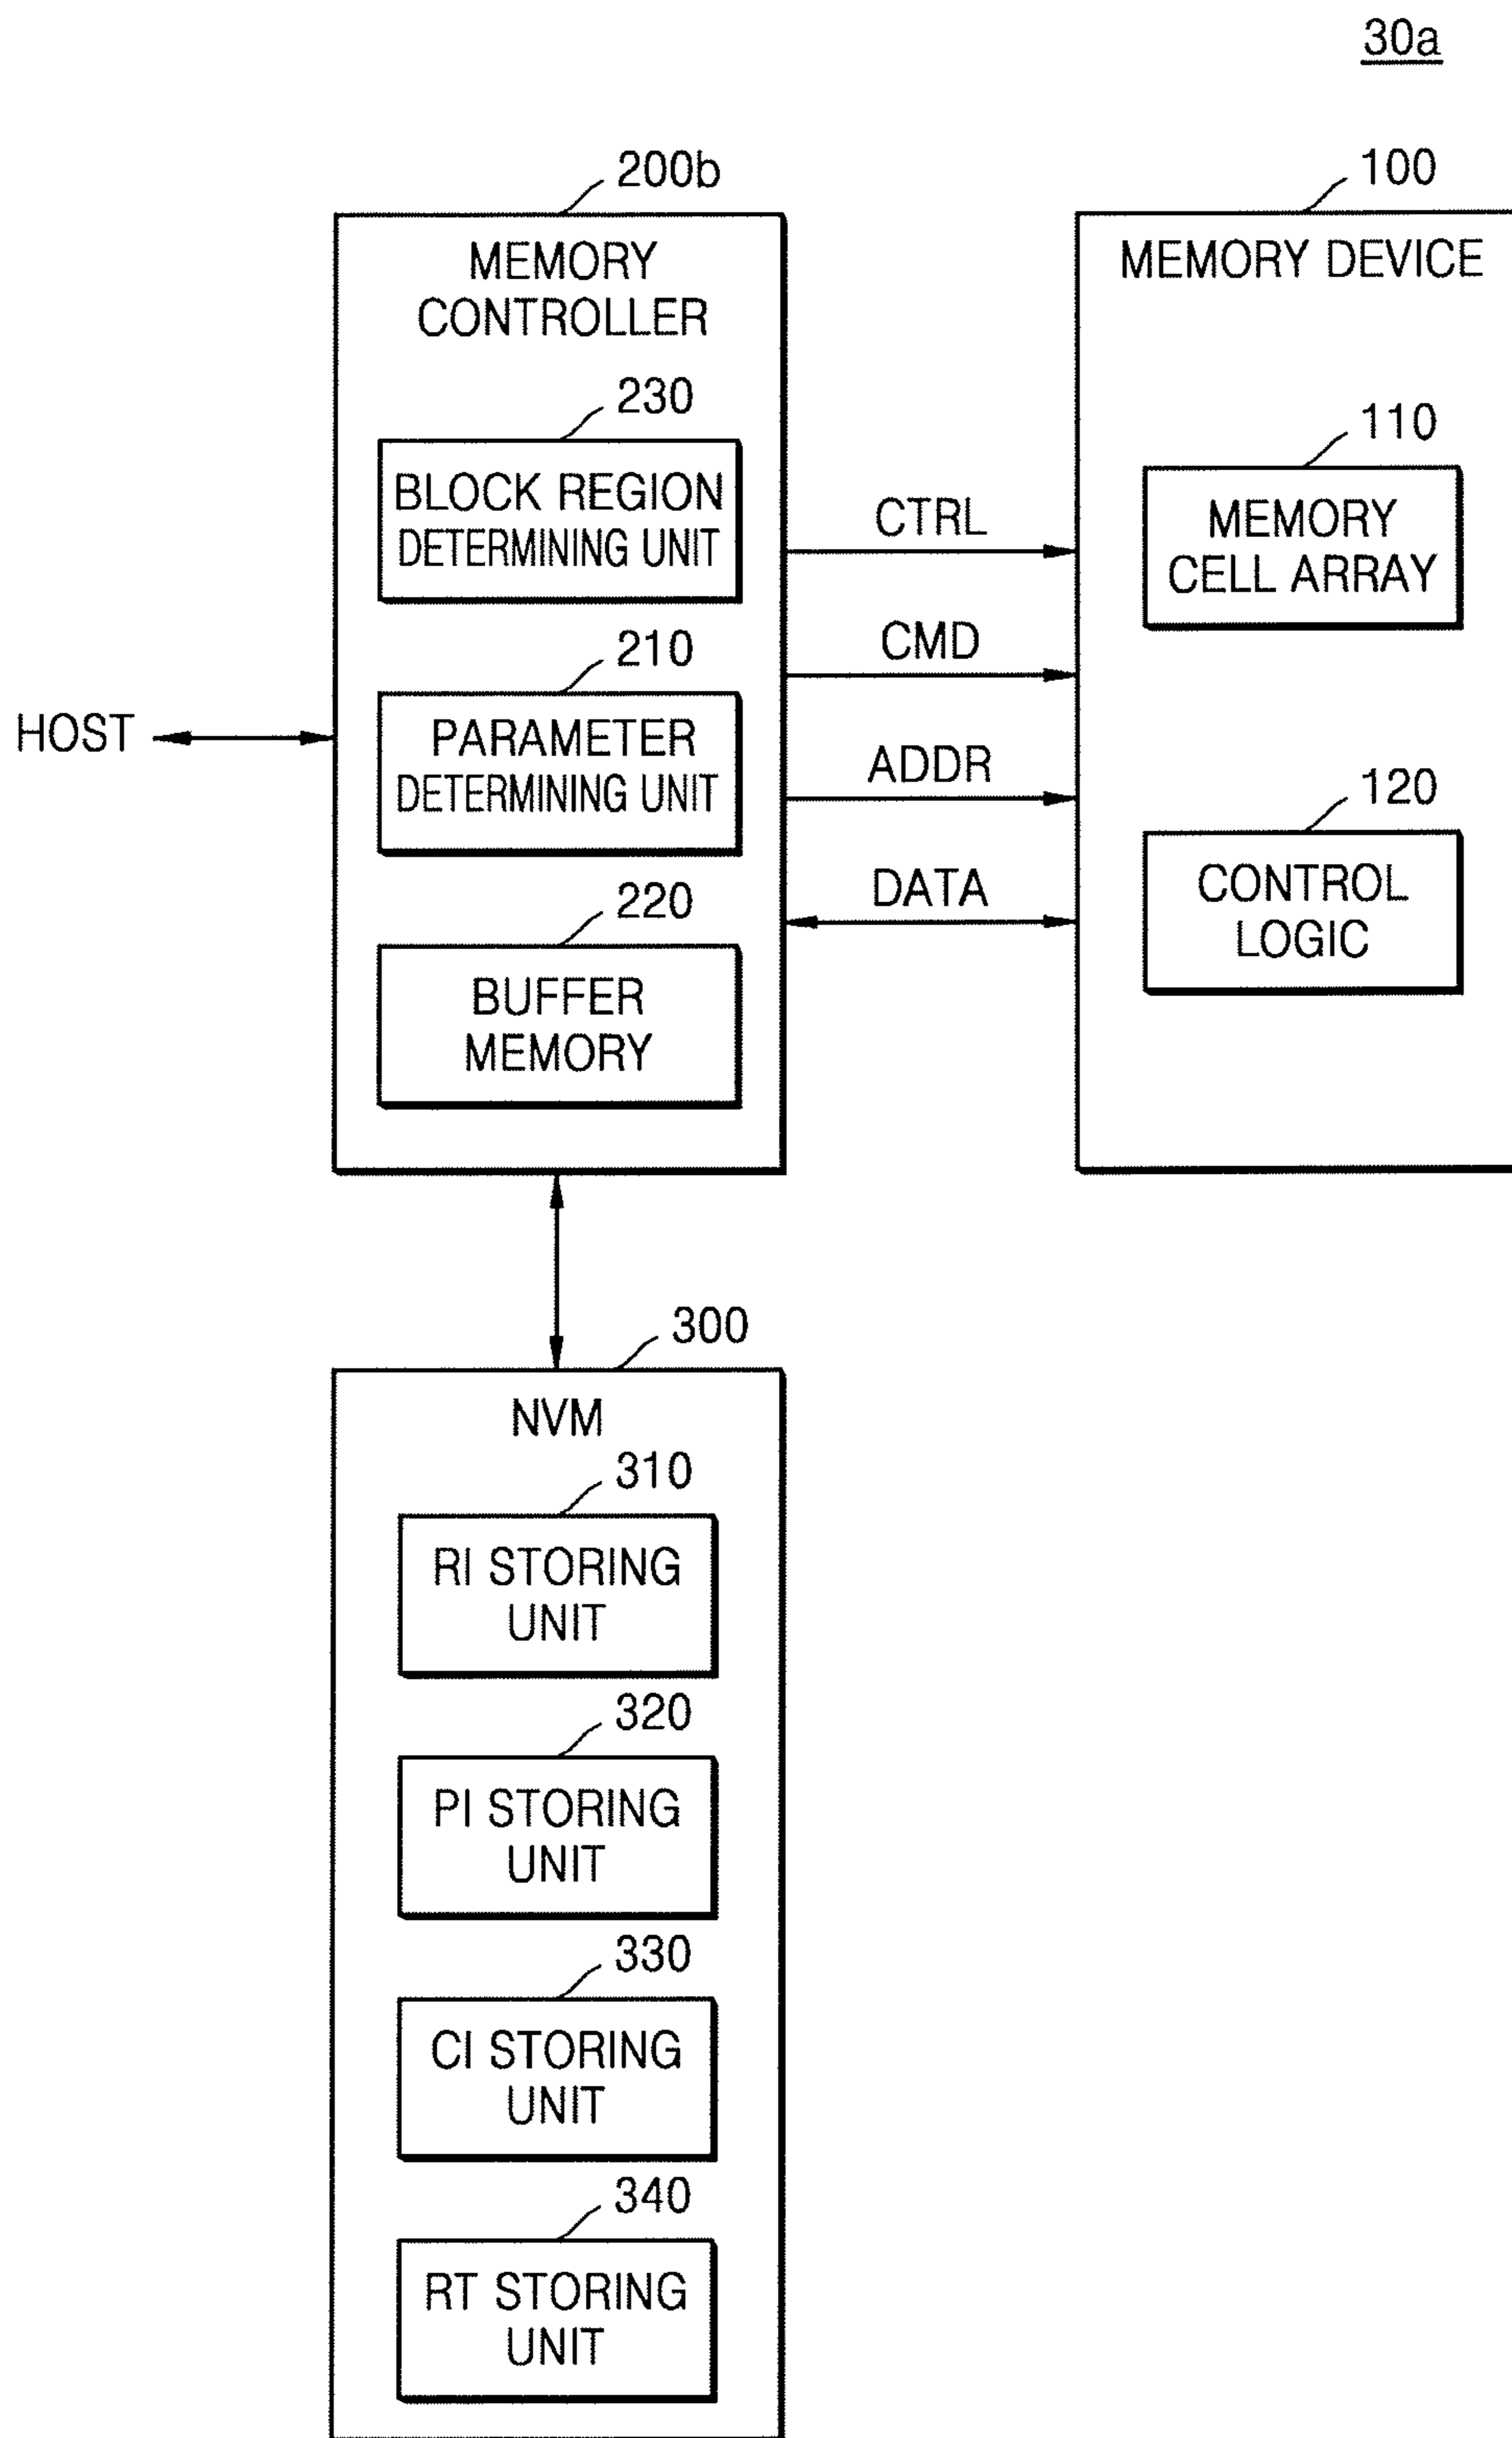 30a
200b
MEMORY
CONTROLLER
230
BLOCK REGION
DETERMINING UNIT
210
PARAMETER
DETERMINING UNIT
220
BUFFER
MEMORY
HOST
CTRL
CMD
ADDR
DATA
100
MEMORY DEVICE
110
MEMORY
CELL ARRAY
120
CONTROL
LOGIC
300
NVM
310
RI STORING
UNIT
320
PI STORING
UNIT
330
CI STORING
UNIT
340
RT STORING
UNIT